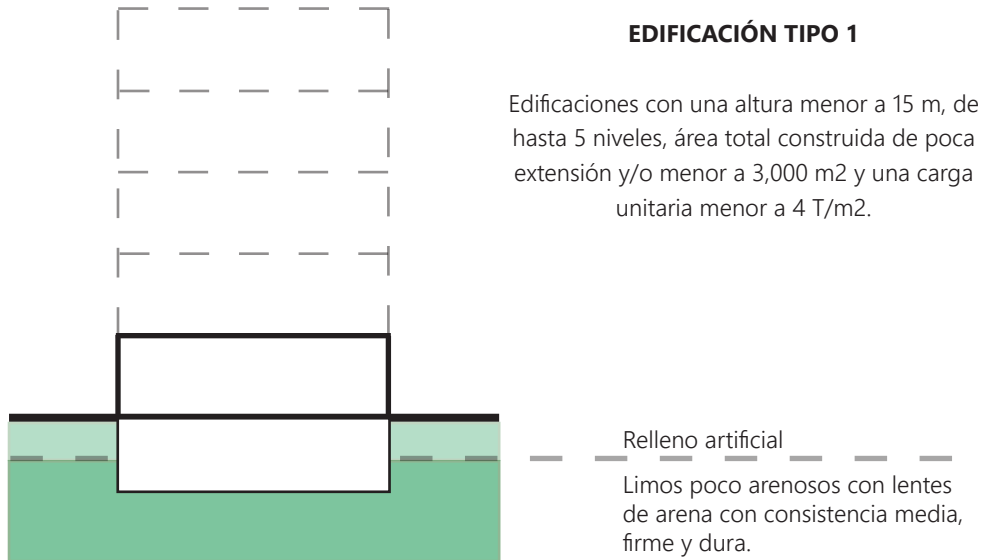 EDIFICACIÓN TIPO 1
Edificaciones con una altura menor a 15 m, de
hasta 5 niveles, área total construida de poca
extensión y/o menor a 3,000 m2 y una carga
unitaria menor a 4 T/m2.
Relleno artificial
Limos poco arenosos con lentes
de arena con consistencia media,
firme y dura.